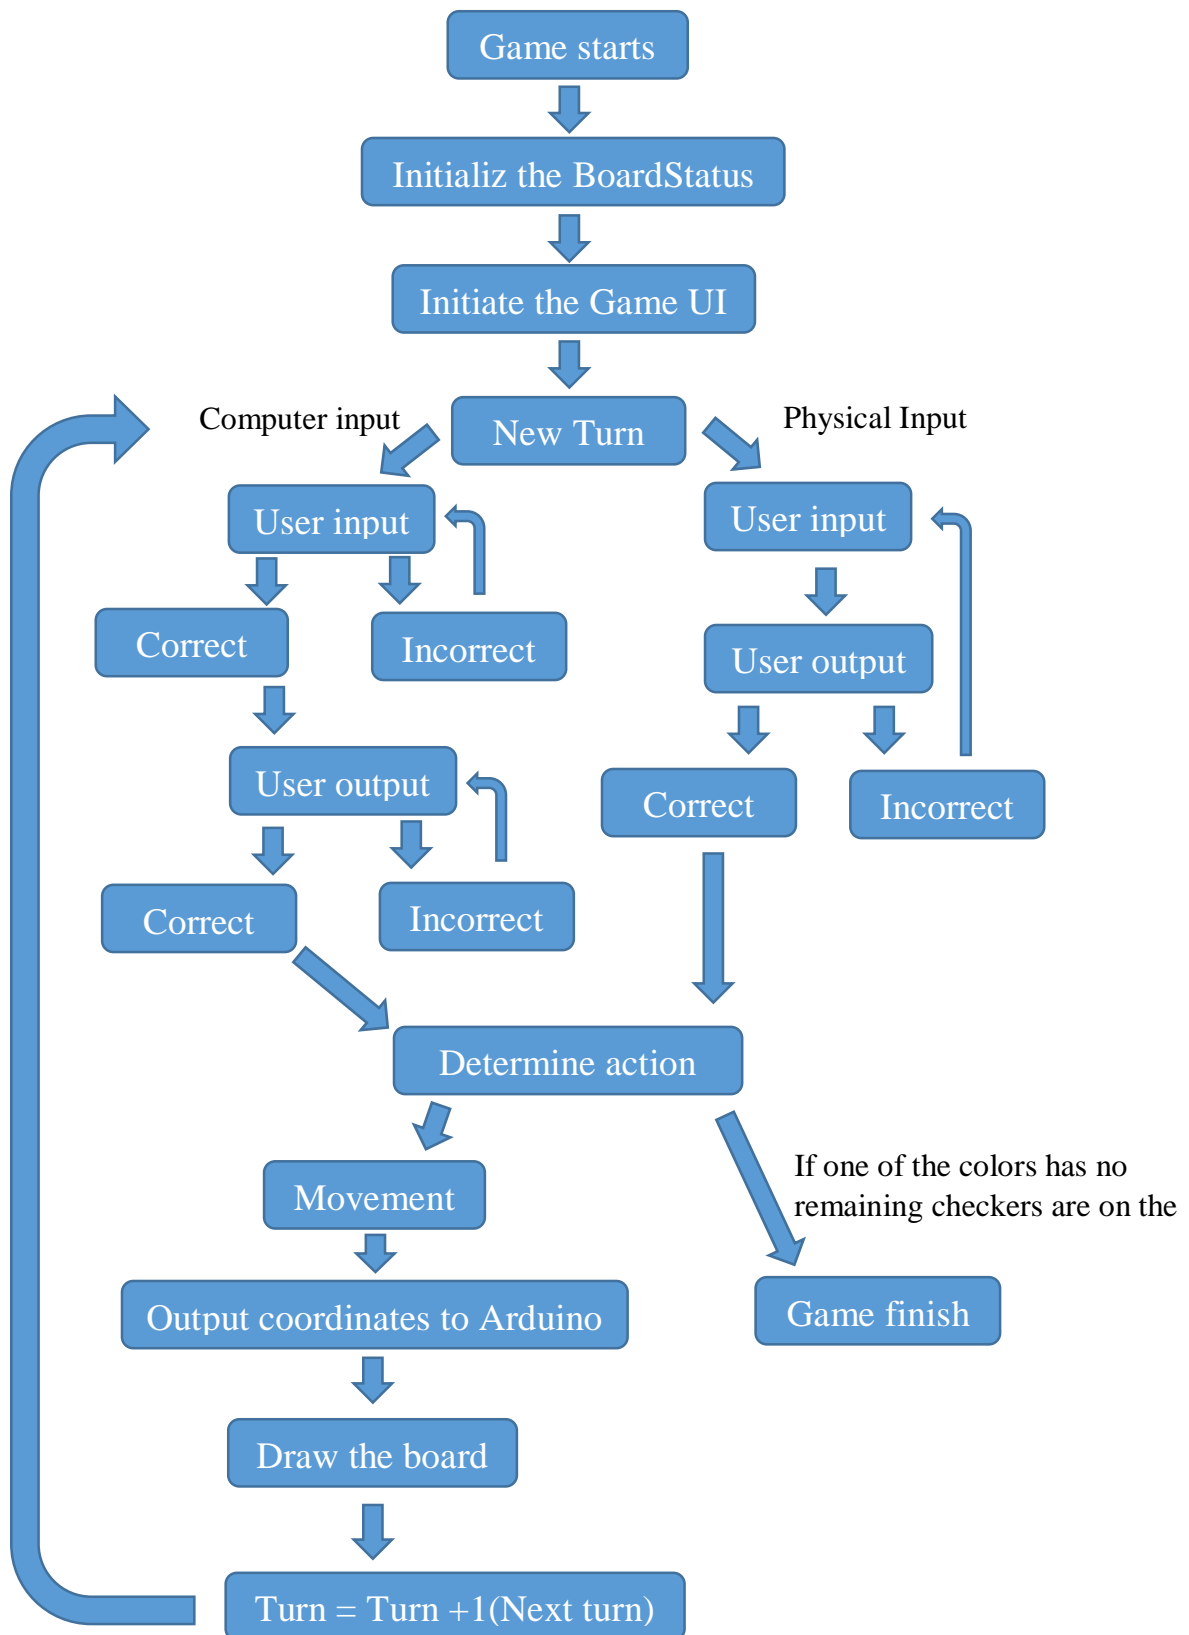 Game starts
Initializ the BoardStatus
Initiate the Game UI
Computer input
New Turn
Physical Input
User input
User input
Correct
Incorrect
User output
User output
Correct
Incorrect
Correct
Incorrect
Determine action
If one of the colors has no
remaining checkers are on the
Movement
Output coordinates to Arduino
Game finish
Draw the board
Turn = Turn +1(Next turn)